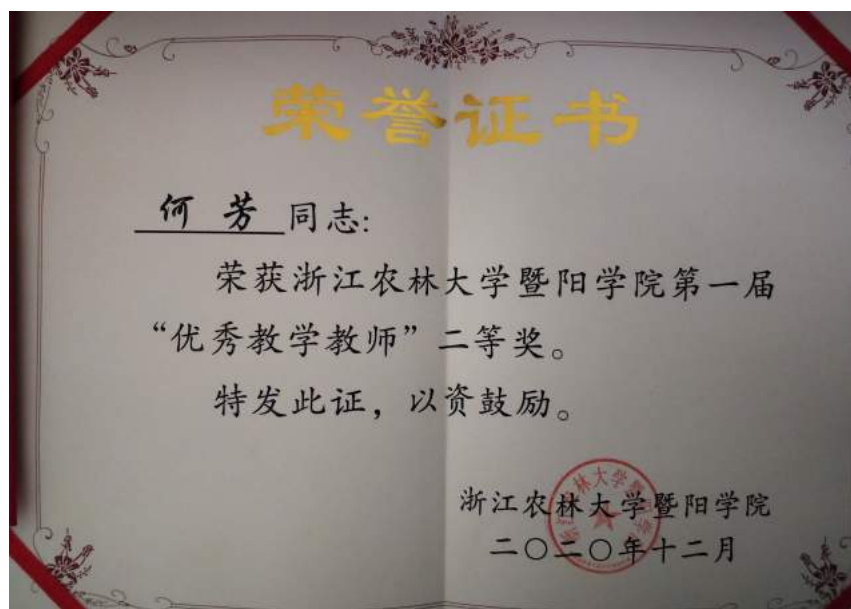 荣誉证书
何芳同志:
荣获浙江农林大学暨阳学院第一届
“优秀教学教师”二等奖。
特发此证，以资鼓励。
浙江农林大学暨阳学院
二〇二〇年十二月